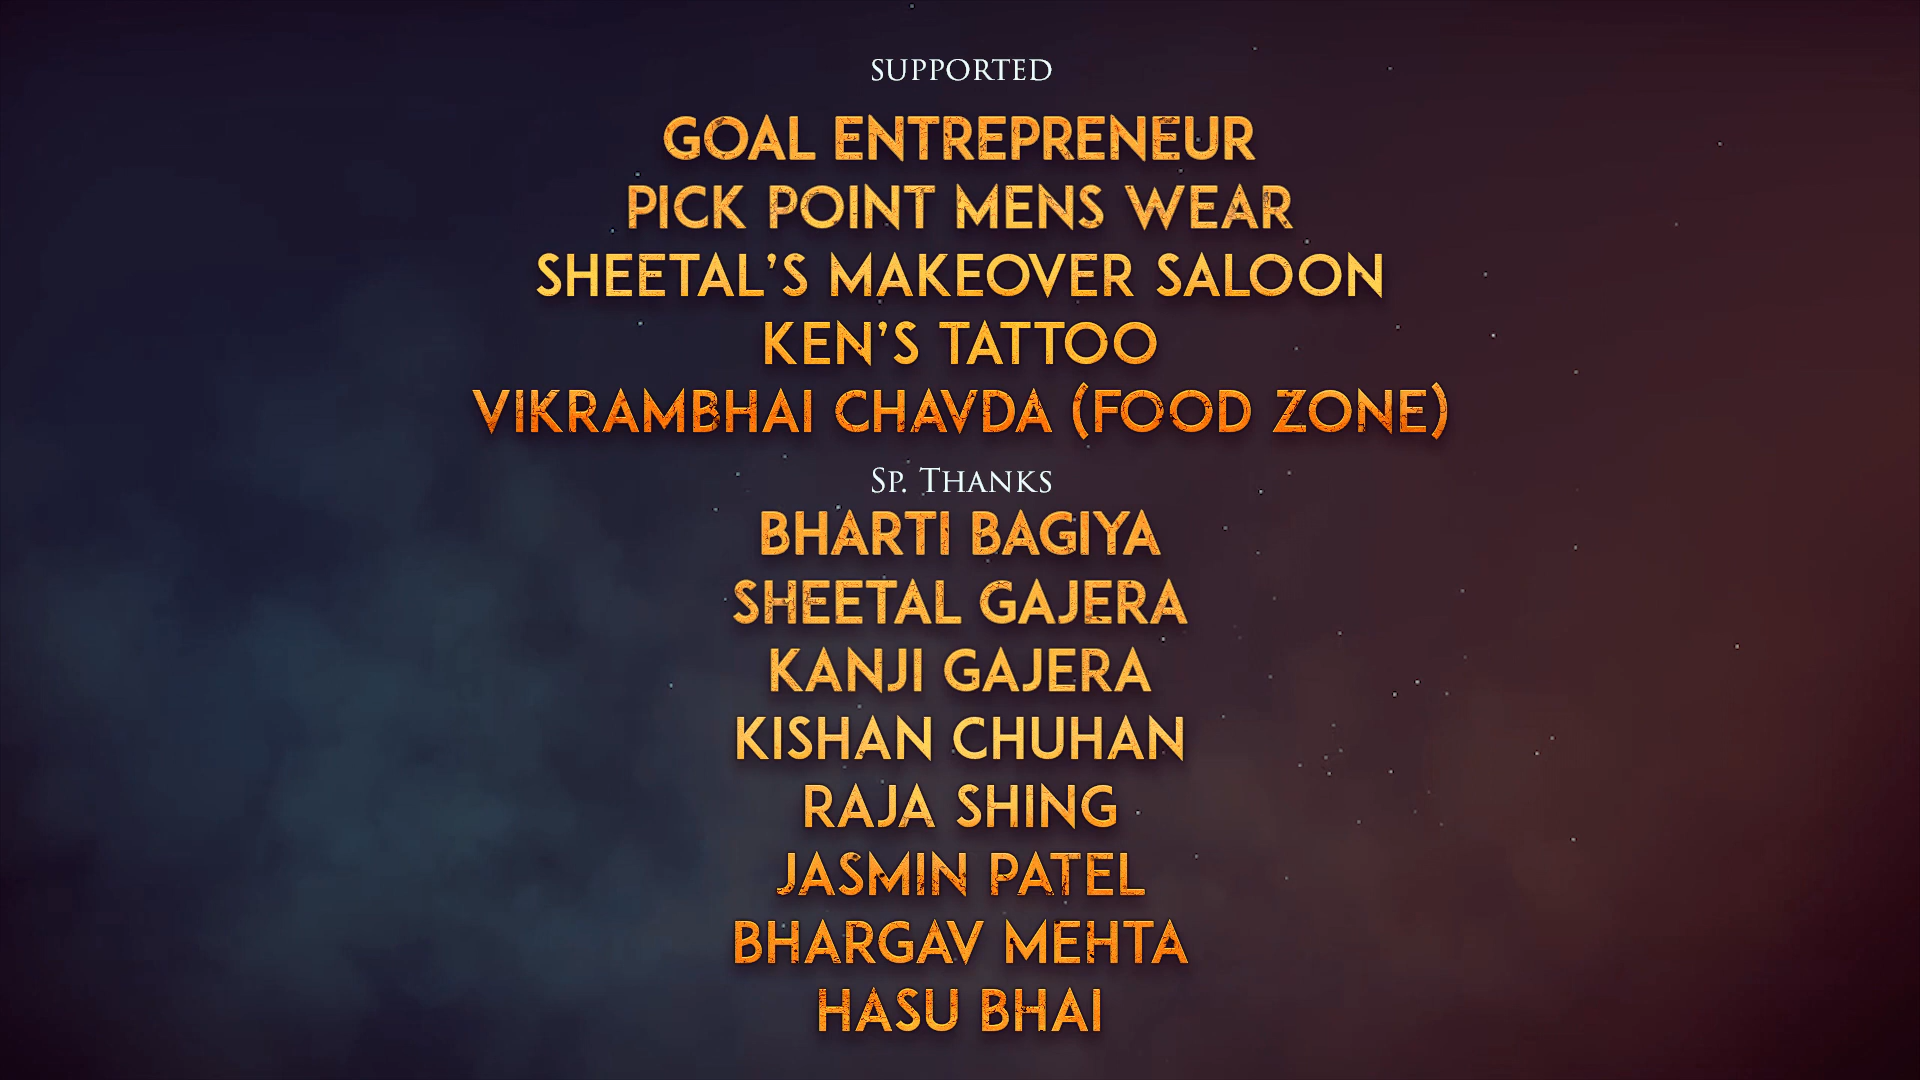 SUPPORTED
GOAL ENTREPRENEUR
PICK POINT MENS WEAR
SHEETAL'S MAKEOVER SALOON
KEN'S TATTOO
VIKRAMBHAI CHAVDA (FOOD ZONE)
SP. THANKS
BHARTI BAGIYA
SHEETAL GAJERA
KANJI GAJERA
KISHAN CHUHAN
RAJA SHING
JASMIN PATEL
BHARGAV MEHTA
HASU BHAI